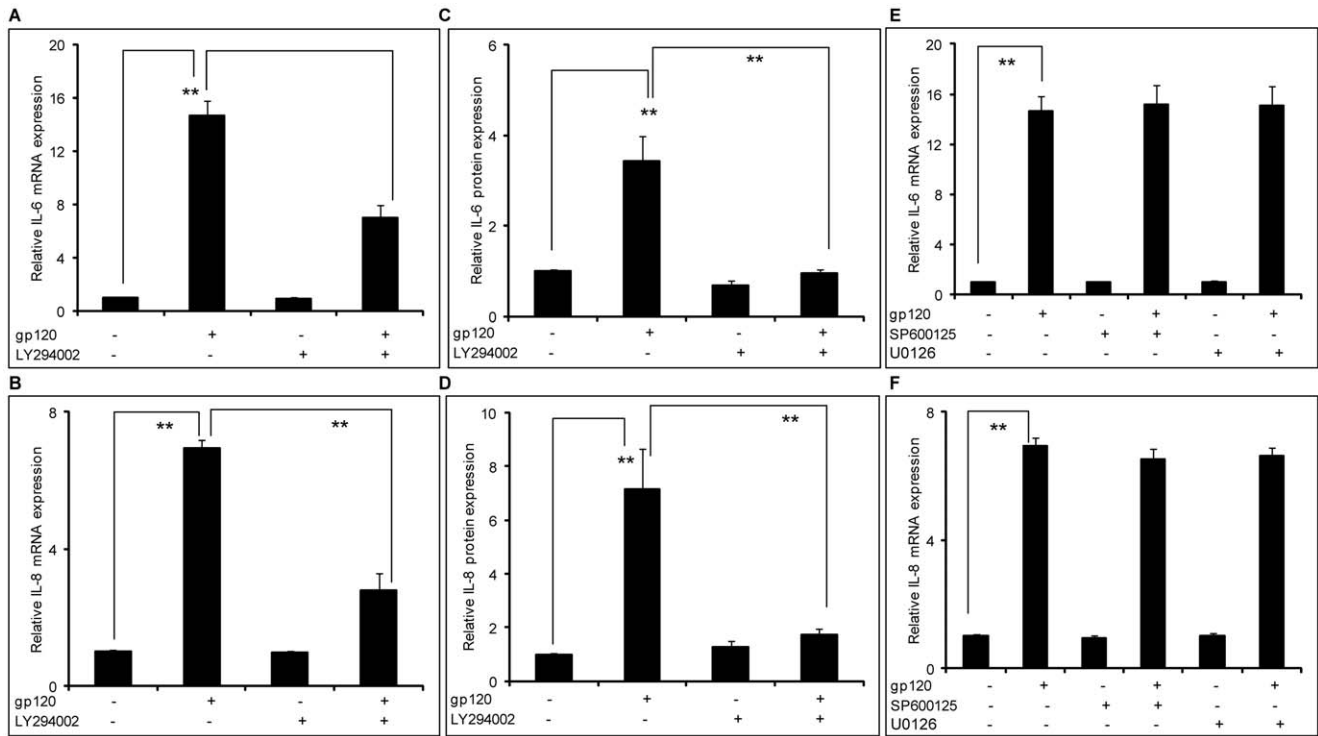 A
Relative IL-6 mRNA expression
20
16
12
8
4
0
**
gp120 - + - +
LY294002 - - + +
B
Relative IL-8 mRNA expression
8
4
0
** **
gp120 - + - +
LY294002 - - + +
C
Relative IL-6 protein expression
6
4
2
0
**
**
gp120 - + - +
LY294002 - - + +
D
Relative IL-8 protein expression
10
8
6
4
2
0
**
**
gp120 - + - +
LY294002 - - + +
E
Relative IL-6 mRNA expression
20
16
12
8
4
0
**
gp120 - + - + - +
SP600125 - - + + - -
U0126 - - - - + +
F
Relative IL-8 mRNA expression
8
4
0
**
gp120 - + - + - +
SP600125 - - + + - -
U0126 - - - - + +